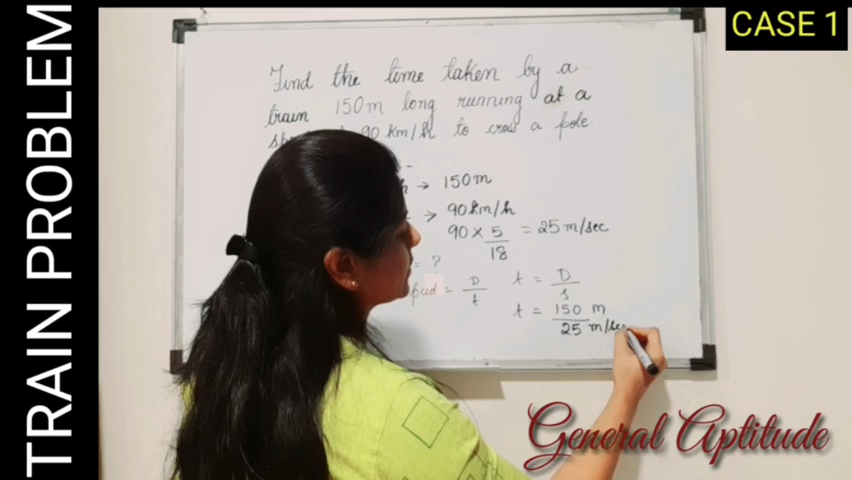 TRAIN PROBLEM
CASE 1
Find the time taken by a
train 150m long running at a
90 km/h to cross a pole.
→ 150m
→ 90km/h
90 × 5/18 = 25 m/sec
= ?
= D/t
t = D/s
t = 150 m / 25 m/sec
General Aptitude